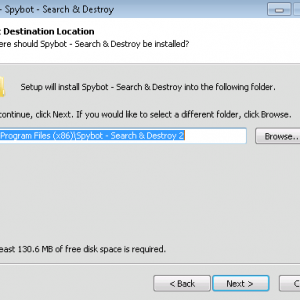 - Spybot - Search & Destroy
t Destination Location
ere should Spybot - Search & Destroy be installed?
Setup will install Spybot - Search & Destroy into the following folder.
continue, click Next. If you would like to select a different folder, click Browse.
Program Files (x86)\Spybot - Search & Destroy 2
Browse..
east 130.6 MB of free disk space is required.
< Back
Next >
C